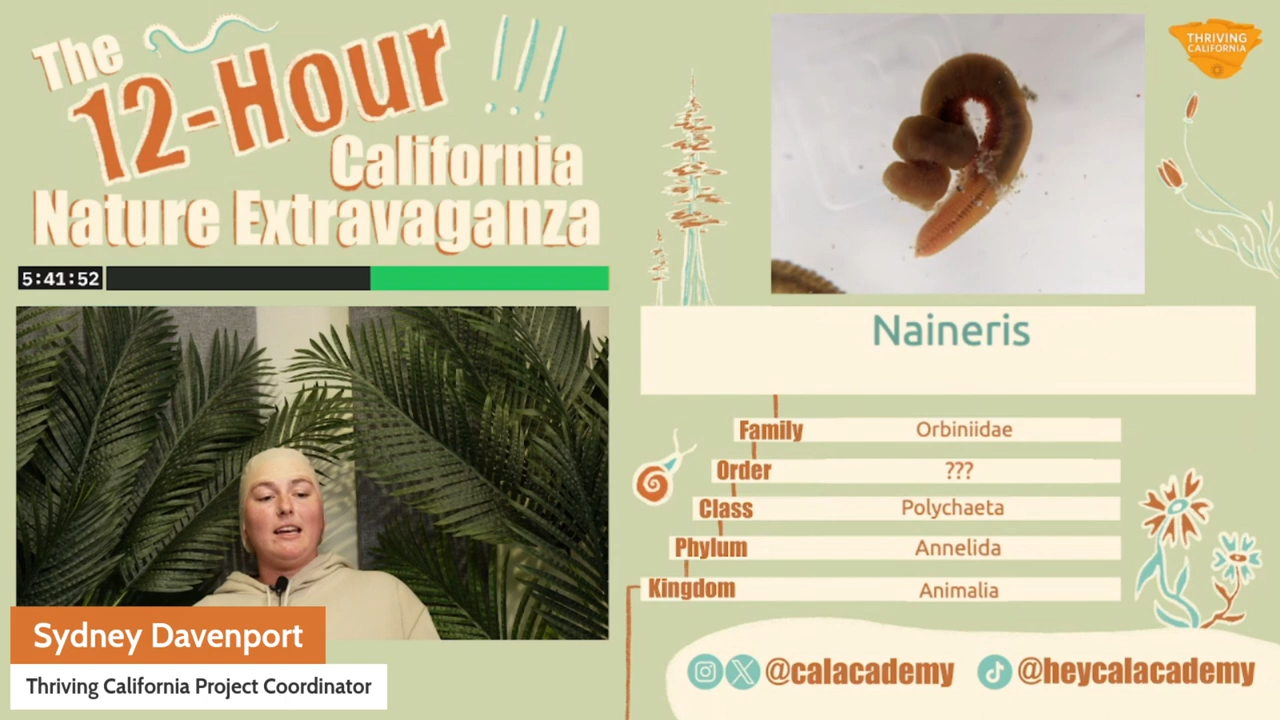 The
12-Hour!!!
California
Nature Extravaganza
5:41:52
THRIVING
CALIFORNIA
Naineris
Family Orbiniidae
Order ???
Class Polychaeta
Phylum Annelida
Kingdom Animalia
Sydney Davenport
Thriving California Project Coordinator
@calacademy @heycalacademy